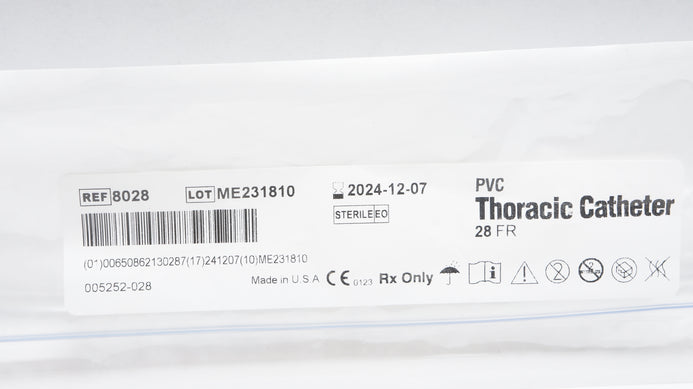 REF 8028
LOT ME231810
2024-12-07
STERILE EO
PVC
Thoracic Catheter
28 FR
(01)00650862130287(17)241207(10)ME231810
005252-028
Made in U.S.A
CE 0123
Rx Only
i
2